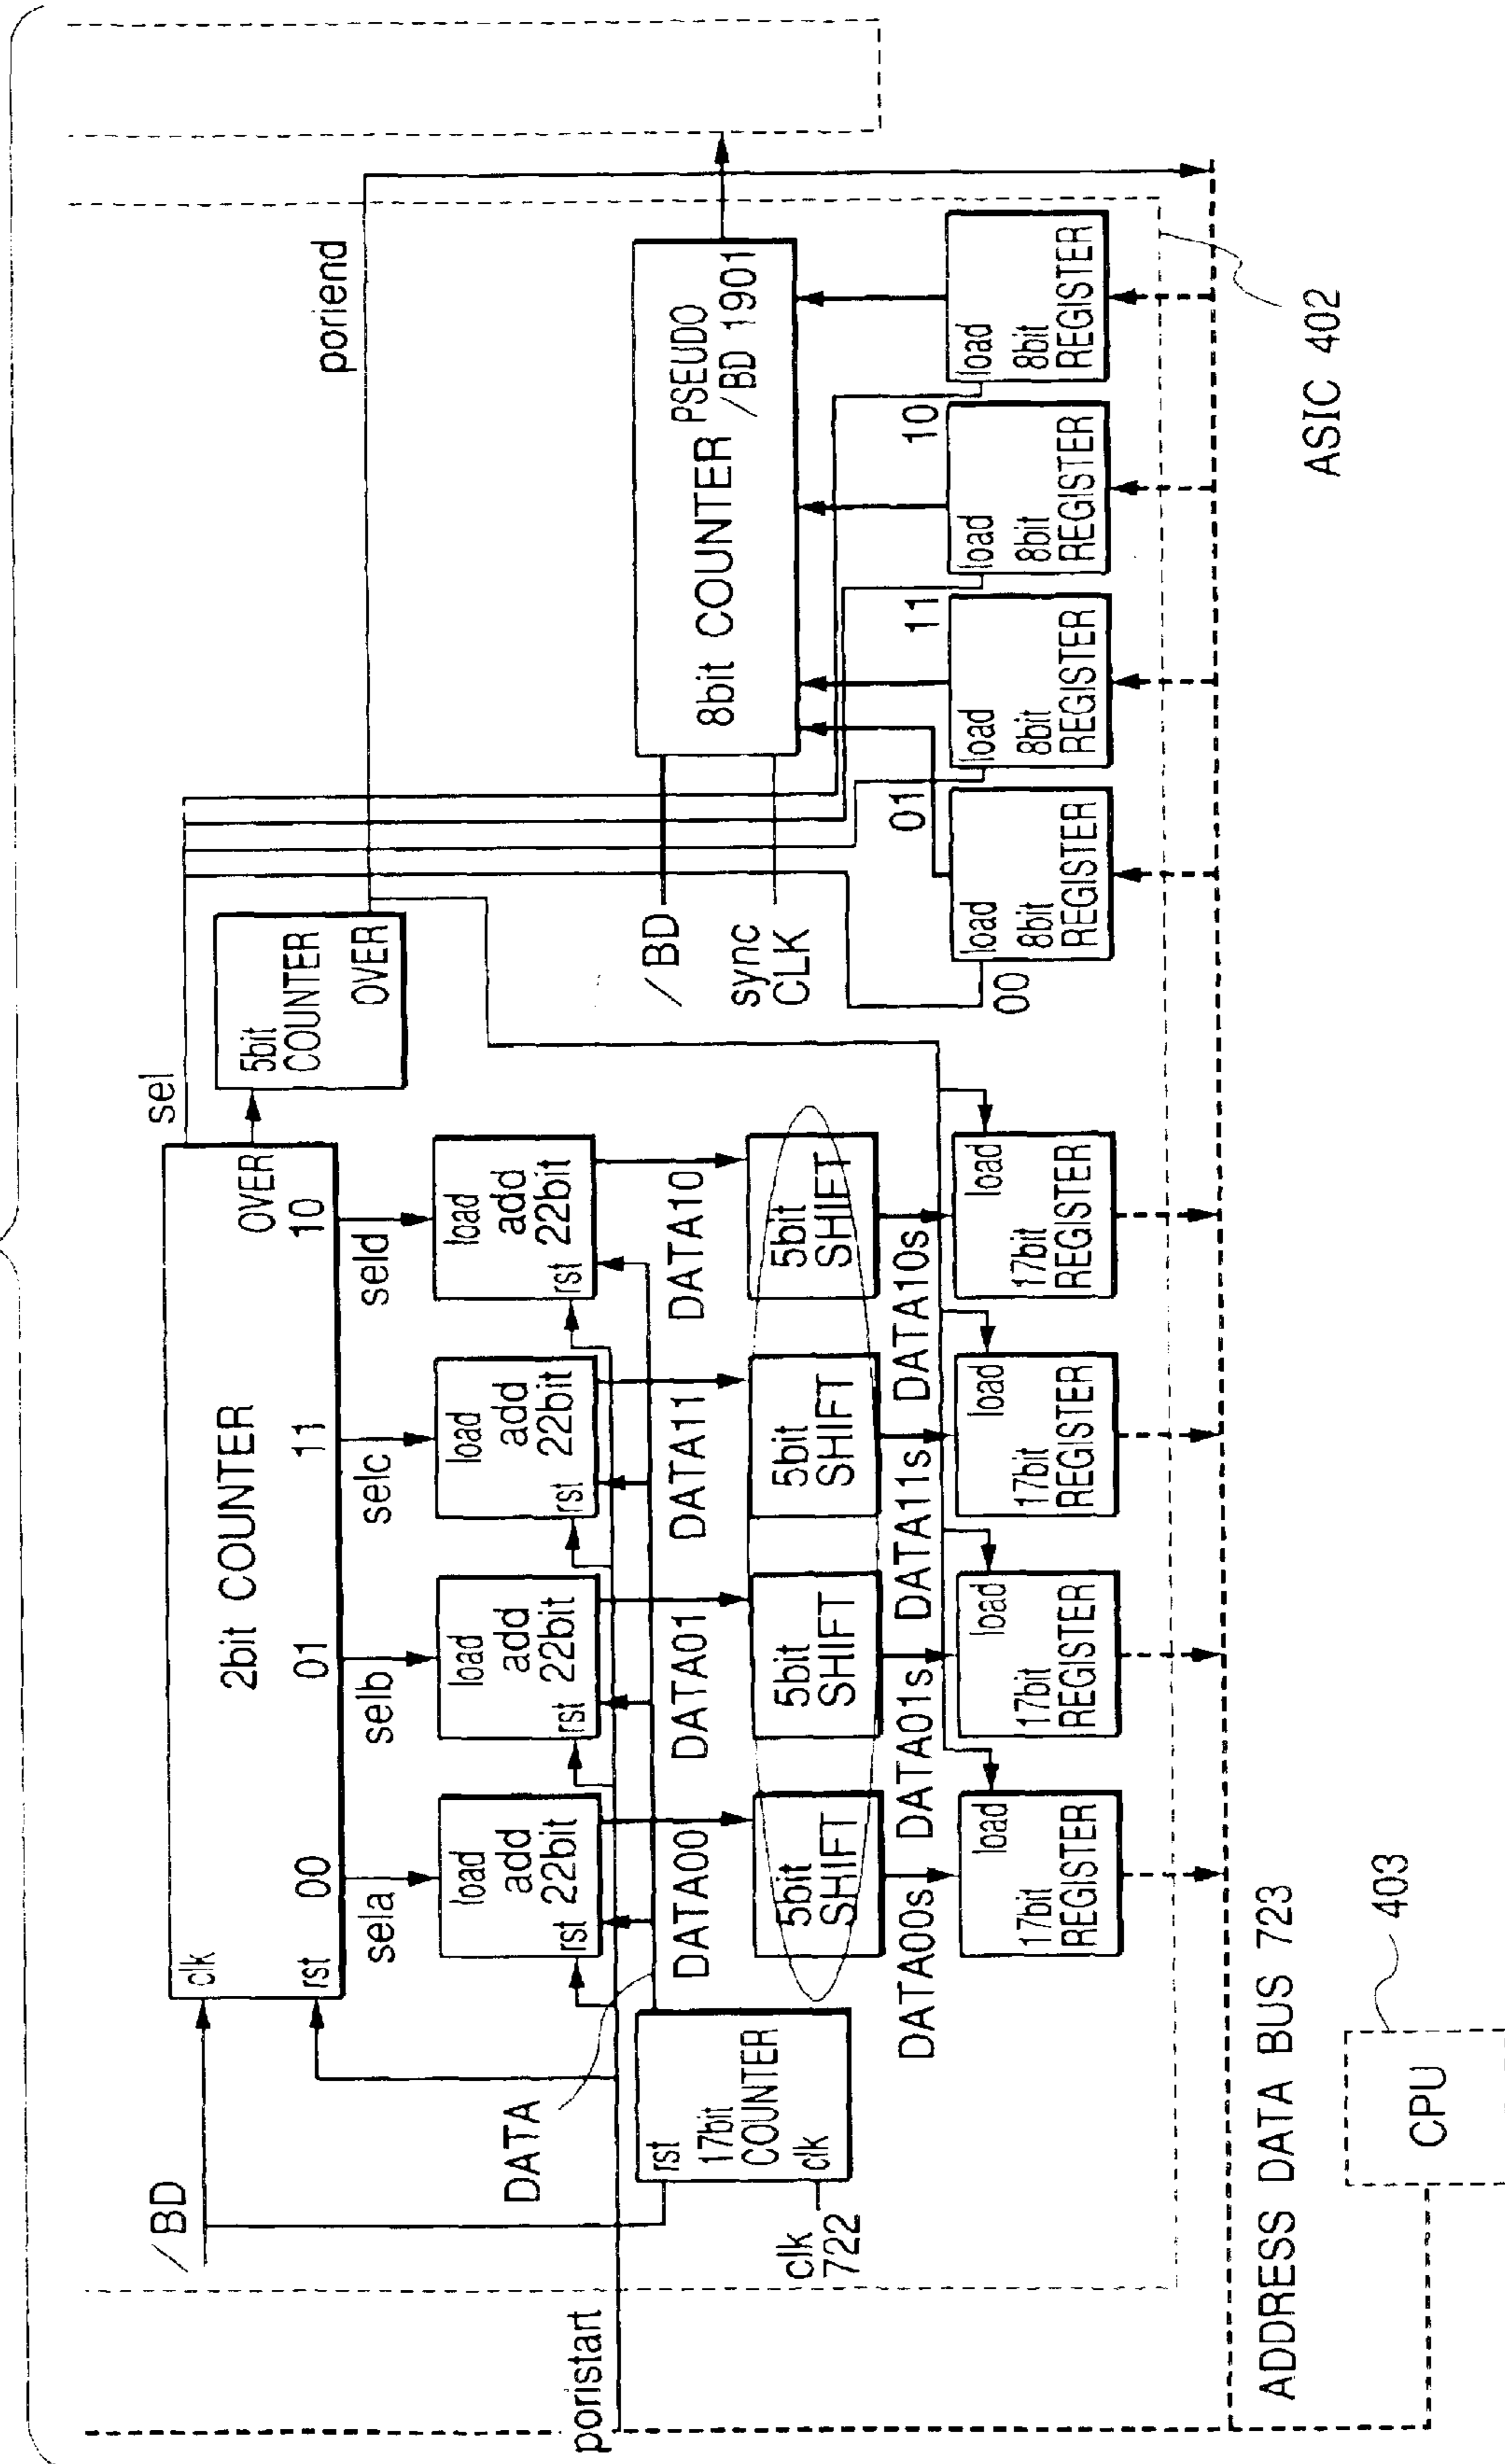 /BD
clk
rst
2bit COUNTER
OVER
00
01
11
10
sel
5bit
COUNTER
OVER
poriend
sela
selb
selc
seld
load
add
22bit
rst
load
add
22bit
rst
load
add
22bit
rst
load
add
22bit
rst
poristart
DATA
rst
17bit
COUNTER
clk
clk
722
DATA00
DATA01
DATA11
DATA10
5bit
SHIFT
5bit
SHIFT
5bit
SHIFT
5bit
SHIFT
DATA00s
DATA01s
DATA11s
DATA10s
load
17bit
REGISTER
load
17bit
REGISTER
load
17bit
REGISTER
load
17bit
REGISTER
/BD
sync
CLK
8bit COUNTER
PSEUDO
/BD 1901
00
01
11
10
load
8bit
REGISTER
load
8bit
REGISTER
load
8bit
REGISTER
load
8bit
REGISTER
ASIC 402
ADDRESS DATA BUS 723
CPU
403